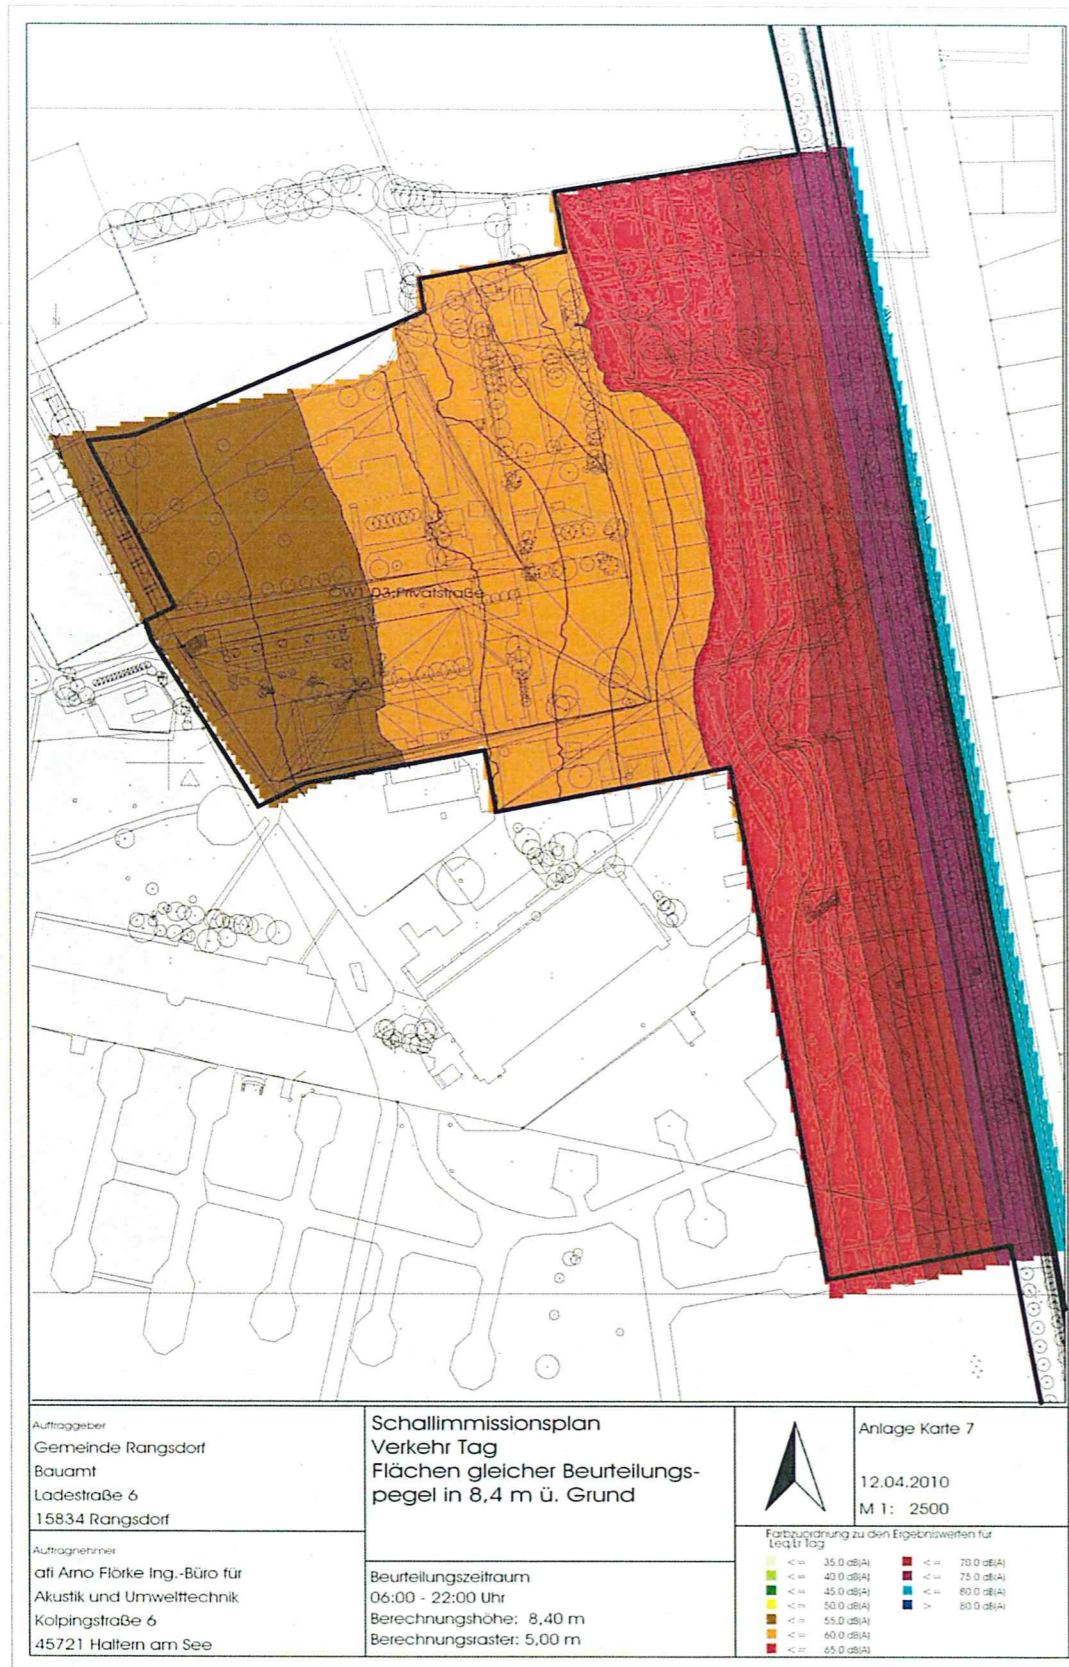 ÖW1.03:Privatstraße
Auftraggeber
Gemeinde Rangsdorf
Bauamt
Ladestraße 6
15834 Rangsdorf
Auftragnehmer
afi Arno Flörke Ing.-Büro für
Akustik und Umwelttechnik
Kolpingstraße 6
45721 Haltern am See
Schallimmissionsplan
Verkehr Tag
Flächen gleicher Beurteilungs-
pegel in 8,4 m ü. Grund
Beurteilungszeitraum
06:00 - 22:00 Uhr
Berechnungshöhe: 8,40 m
Berechnungsraster: 5,00 m
Anlage Karte 7
12.04.2010
M 1: 2500
Farbzuordnung zu den Ergebniswerten für
Leq/Lr Tag
<= 35.0 dB(A)
<= 40.0 dB(A)
<= 45.0 dB(A)
<= 50.0 dB(A)
<= 55.0 dB(A)
<= 60.0 dB(A)
<= 65.0 dB(A)
<= 70.0 dB(A)
<= 75.0 dB(A)
<= 80.0 dB(A)
> 80.0 dB(A)